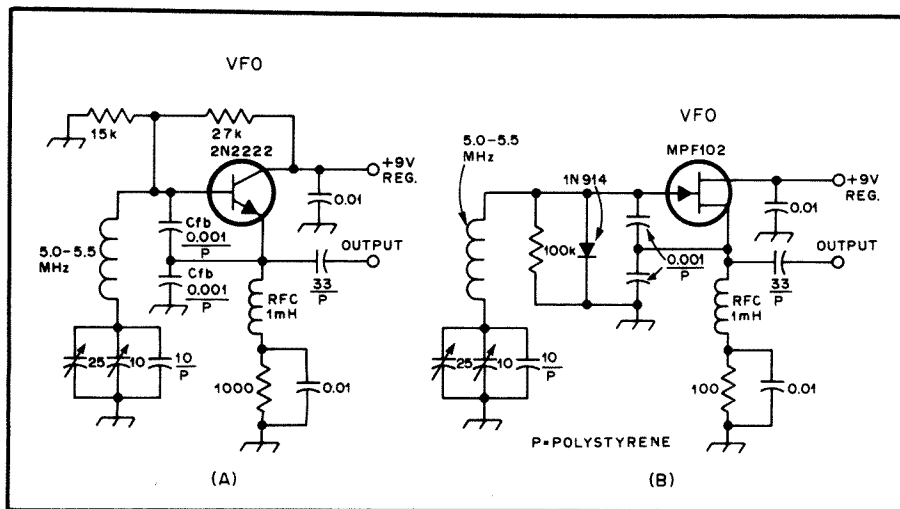 VFO
15k
27k
2N2222
+9V
REG.
0.01
Cfb
0.001
P
5.0-5.5
MHz
Cfb
0.001
P
OUTPUT
33
P
RFC
1mH
25
10
10
P
1000
0.01
(A)
VFO
5.0-5.5
MHz
MPF102
1N914
+9V
REG.
0.01
100k
0.001
P
OUTPUT
33
P
RFC
1mH
25
10
10
P
100
0.01
P=POLYSTYRENE
(B)